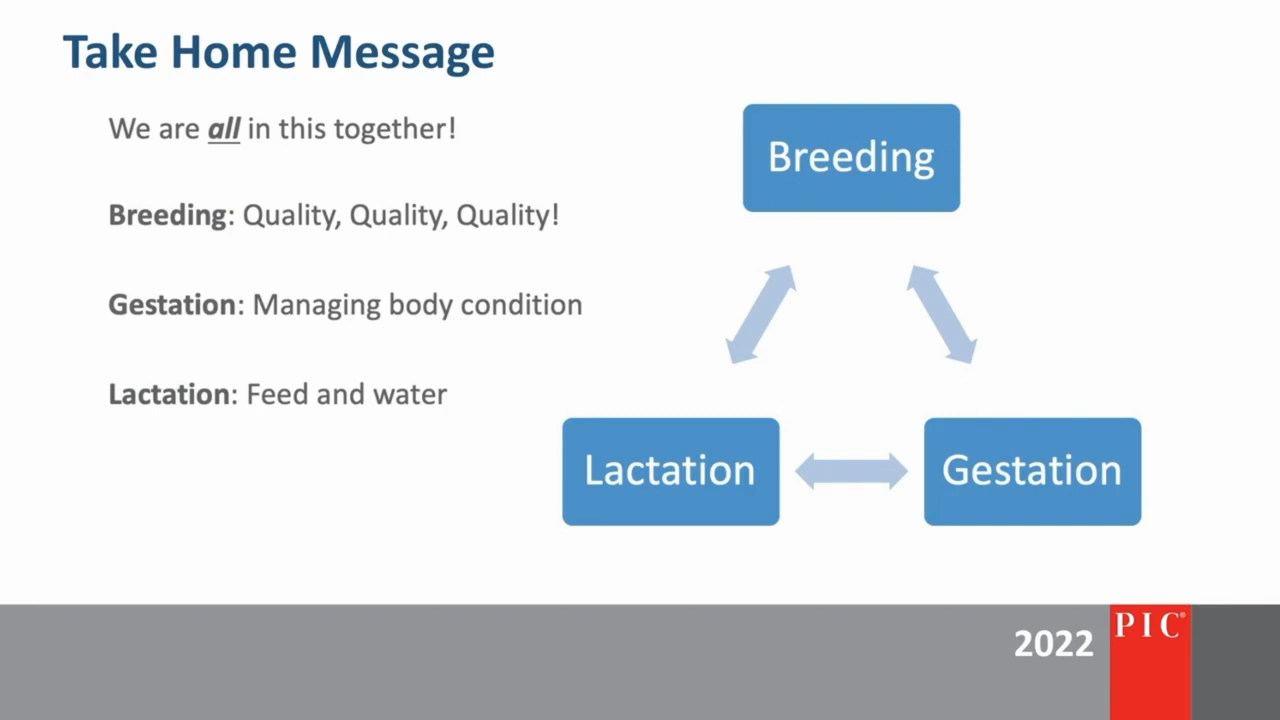 Take Home Message
We are all in this together!
Breeding: Quality, Quality, Quality!
Gestation: Managing body condition
Lactation: Feed and water
Breeding
Lactation
Gestation
2022
PIC®